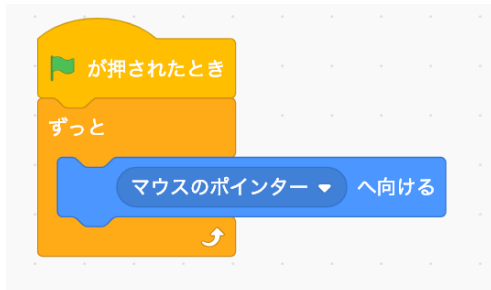 が押されたとき
ずっと
マウスのポインター へ向ける